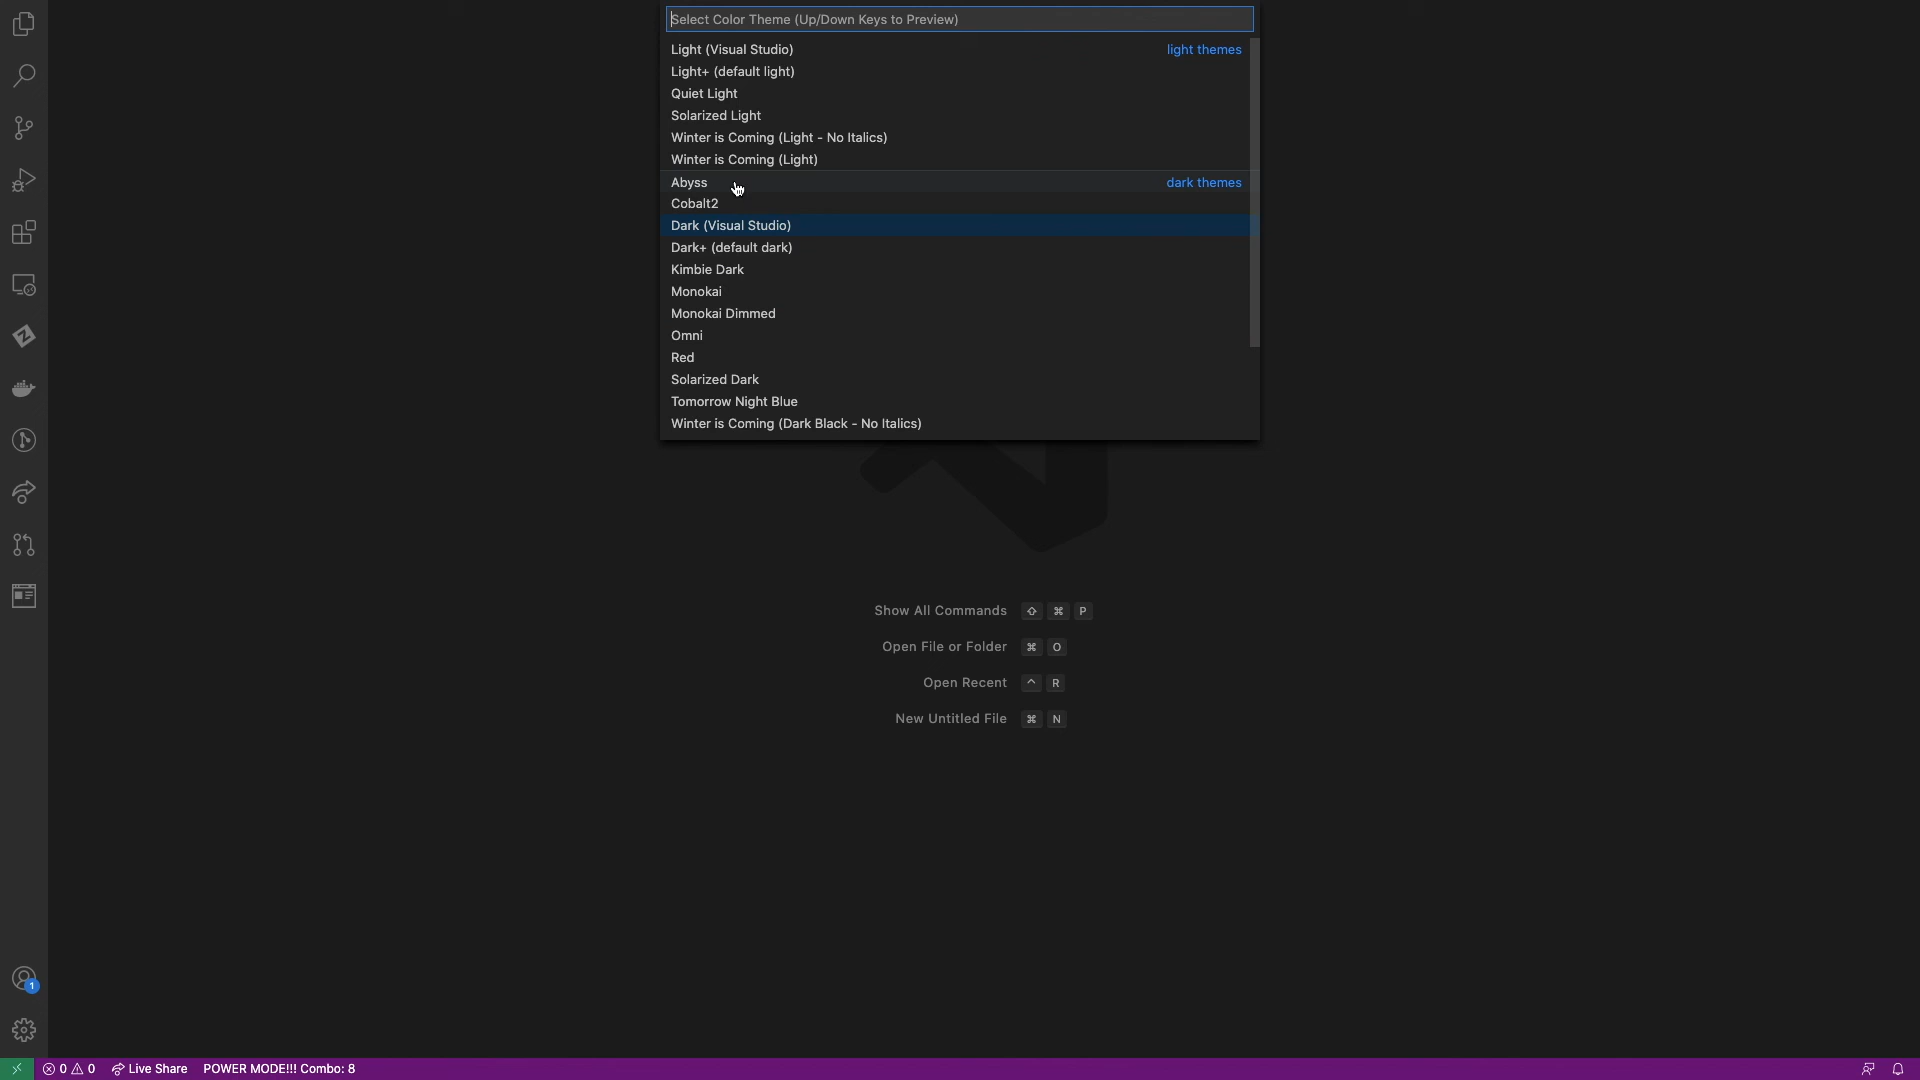 Select Color Theme (Up/Down Keys to Preview)
Light (Visual Studio) light themes
Light+ (default light)
Quiet Light
Solarized Light
Winter is Coming (Light - No Italics)
Winter is Coming (Light)
Abyss dark themes
Cobalt2
Dark (Visual Studio)
Dark+ (default dark)
Kimbie Dark
Monokai
Monokai Dimmed
Omni
Red
Solarized Dark
Tomorrow Night Blue
Winter is Coming (Dark Black - No Italics)
Show All Commands ⇧ ⌘ P
Open File or Folder ⌘ O
Open Recent ^ R
New Untitled File ⌘ N
1
0 0 Live Share POWER MODE!!! Combo: 8